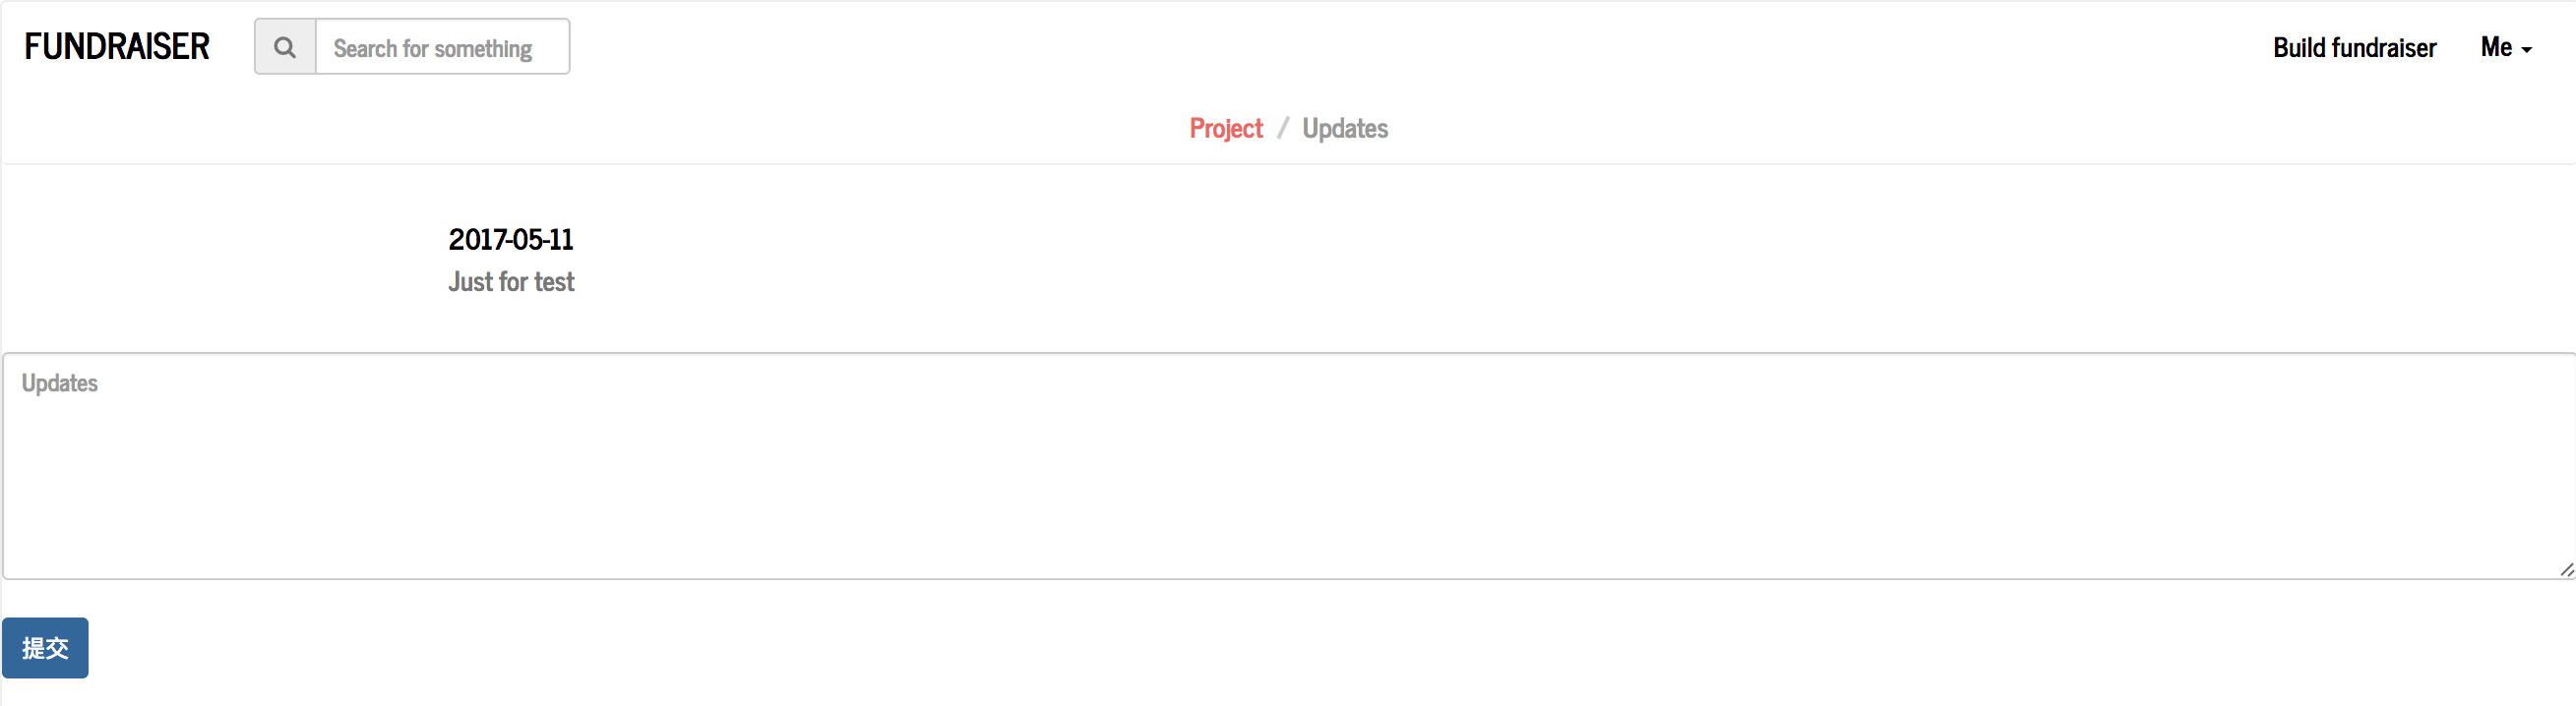 FUNDRAISER Search for something Build fundraiser Me
Project / Updates
2017-05-11
Just for test
Updates
提交